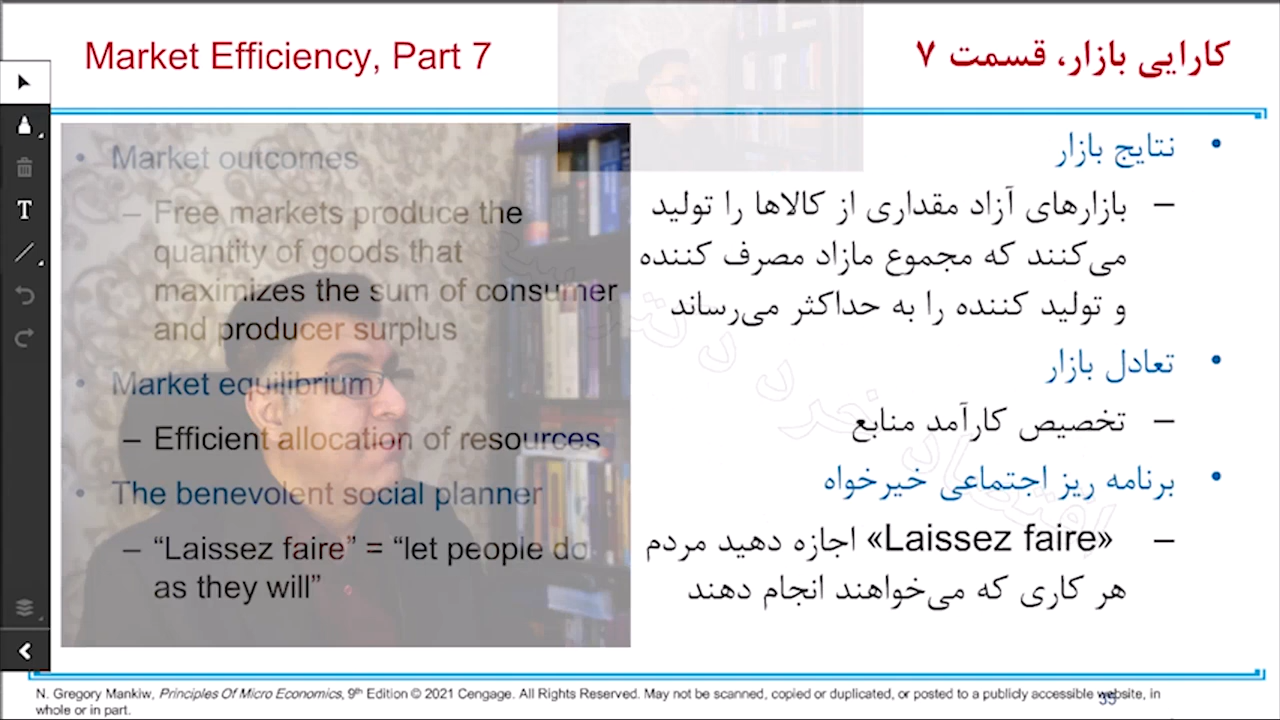 Market Efficiency, Part 7
کارایی بازار، قسمت ۷
• Market outcomes
– Free markets produce the
quantity of goods that
maximizes the sum of consumer
and producer surplus
• Market equilibrium
– Efficient allocation of resources
• The benevolent social planner
– “Laissez faire” = “let people do
as they will”
• نتایج بازار
– بازارهای آزاد مقداری از کالاها را تولید
می‌کنند که مجموع مازاد مصرف کننده
و تولید کننده را به حداکثر می‌رساند
• تعادل بازار
– تخصیص کارآمد منابع
• برنامه ریز اجتماعی خیرخواه
– «Laissez faire» اجازه دهید مردم
هر کاری که می‌خواهند انجام دهند
N. Gregory Mankiw, Principles Of Micro Economics, 9th Edition © 2021 Cengage. All Rights Reserved. May not be scanned, copied or duplicated, or posted to a publicly accessible website, in
whole or in part.
35